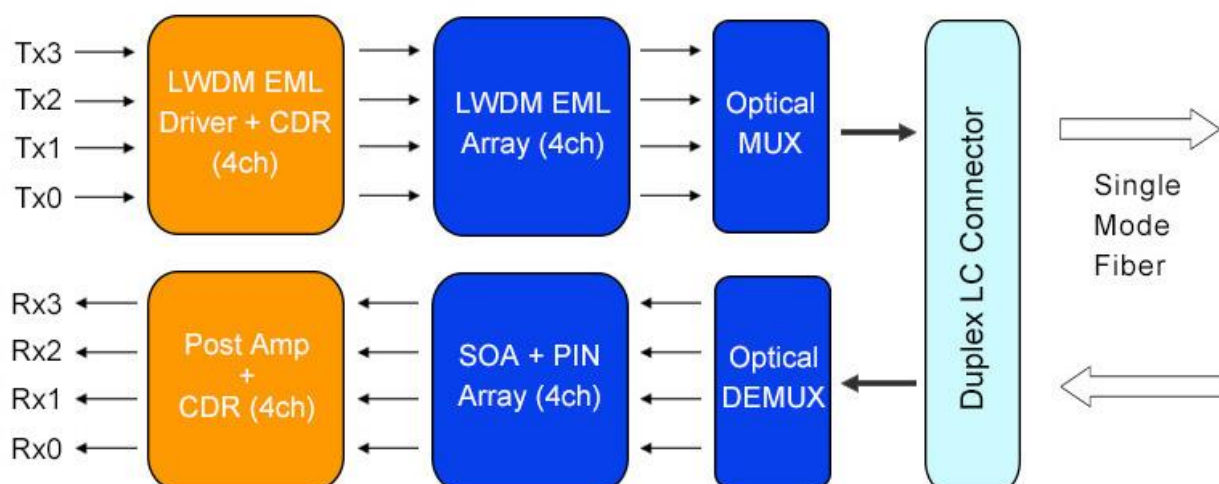 Tx3
Tx2
Tx1
Tx0
LWDM EML
Driver + CDR
(4ch)
LWDM EML
Array (4ch)
Optical
MUX
Duplex LC Connector
Single
Mode
Fiber
Rx3
Rx2
Rx1
Rx0
Post Amp
+
CDR (4ch)
SOA + PIN
Array (4ch)
Optical
DEMUX